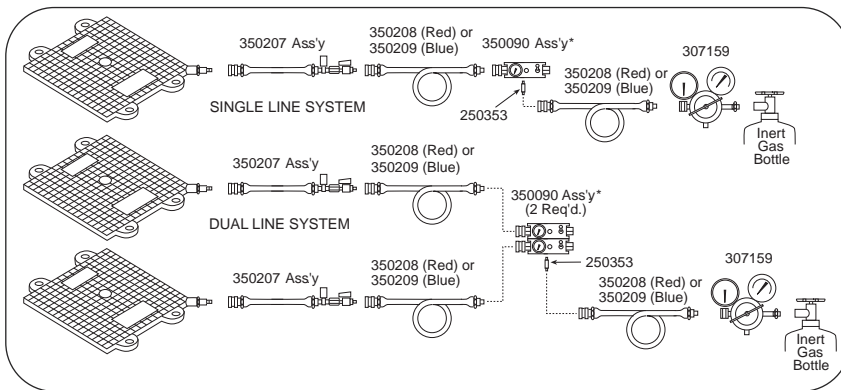 350207 Ass'y
350208 (Red) or
350209 (Blue)
350090 Ass'y*
350208 (Red) or
350209 (Blue)
307159
250353
SINGLE LINE SYSTEM
Inert
Gas
Bottle
350207 Ass'y
350208 (Red) or
350209 (Blue)
DUAL LINE SYSTEM
350090 Ass'y*
(2 Req'd.)
250353
350207 Ass'y
350208 (Red) or
350209 (Blue)
350208 (Red) or
350209 (Blue)
307159
Inert
Gas
Bottle